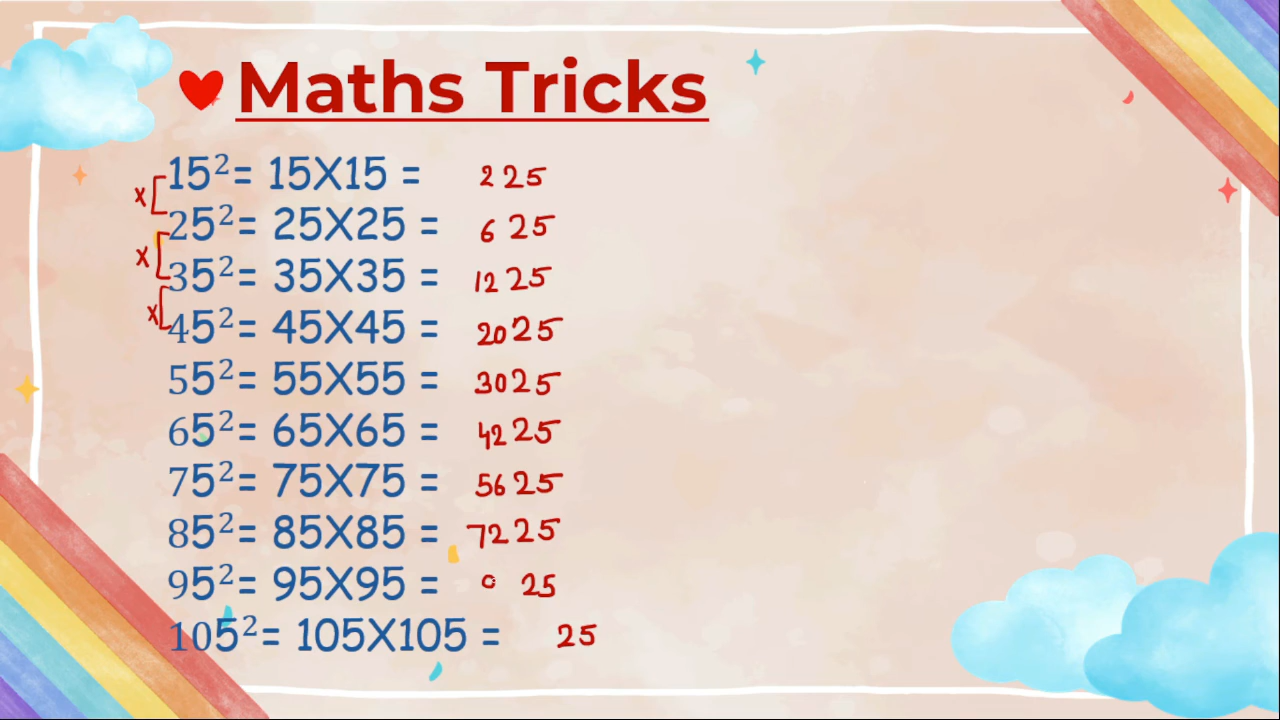 Maths Tricks
15²= 15X15 = 225
x
25²= 25X25 = 625
x
35²= 35X35 = 1225
x
45²= 45X45 = 2025
55²= 55X55 = 3025
65²= 65X65 = 4225
75²= 75X75 = 5625
85²= 85X85 = 7225
95²= 95X95 = 25
105²= 105X105 = 25